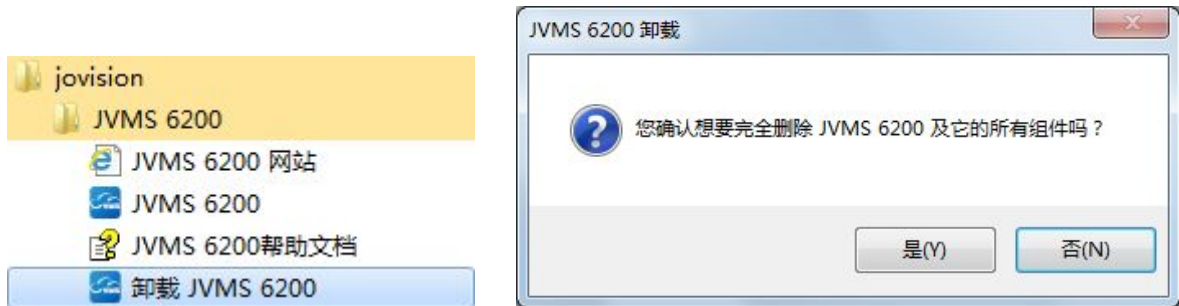 jovision
JVMS 6200
JVMS 6200 网站
JVMS 6200
JVMS 6200帮助文档
卸载 JVMS 6200
JVMS 6200 卸载
您确认想要完全删除 JVMS 6200 及它的所有组件吗？
是(Y)
否(N)